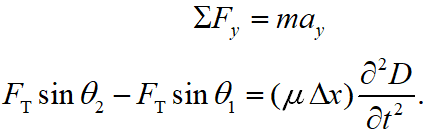 ΣF_y = ma_y
F_T sin θ_2 − F_T sin θ_1 = (μ Δx) ∂²D/∂t².